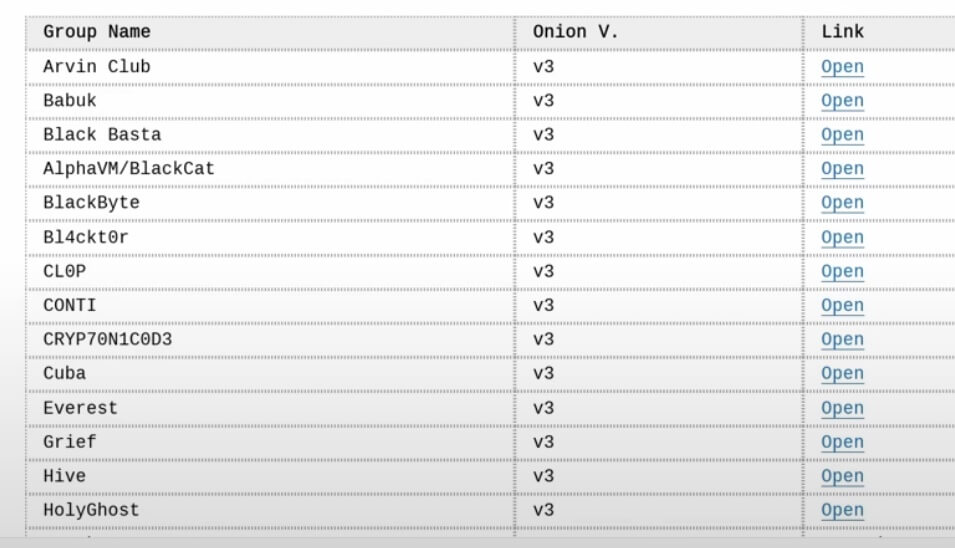 Group Name Onion V. Link
Arvin Club v3 Open
Babuk v3 Open
Black Basta v3 Open
AlphaVM/BlackCat v3 Open
BlackByte v3 Open
Bl4ckt0r v3 Open
CL0P v3 Open
CONTI v3 Open
CRYP70N1C0D3 v3 Open
Cuba v3 Open
Everest v3 Open
Grief v3 Open
Hive v3 Open
HolyGhost v3 Open